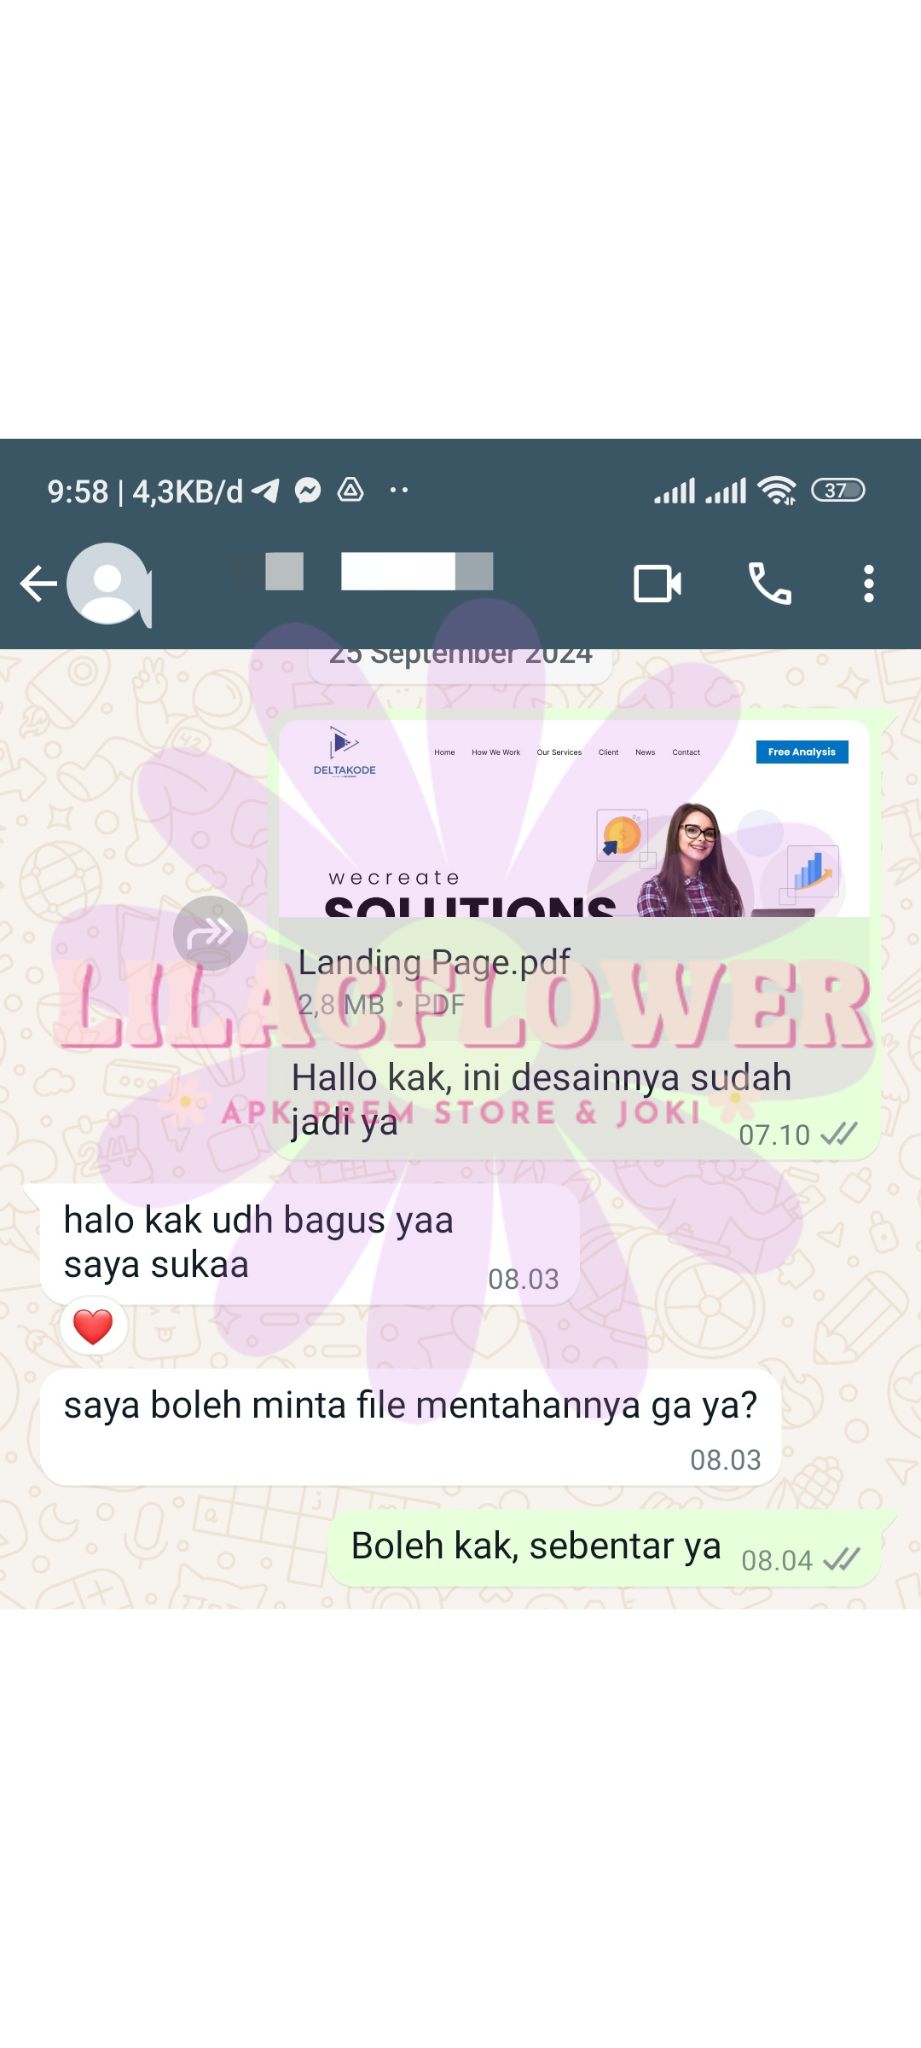 9:58 | 4,3KB/d
37
25 September 2024
DELTAKODE
Home How We Work Our Services Client News Contact
Free Analysis
wecreate
SOLUTIONS
Landing Page.pdf
2,8 MB • PDF
LILACFLOWER
Hallo kak, ini desainnya sudah
APK PREM STORE & JOKI
jadi ya
07.10
halo kak udh bagus yaa
saya sukaa
08.03
saya boleh minta file mentahannya ga ya?
08.03
Boleh kak, sebentar ya
08.04